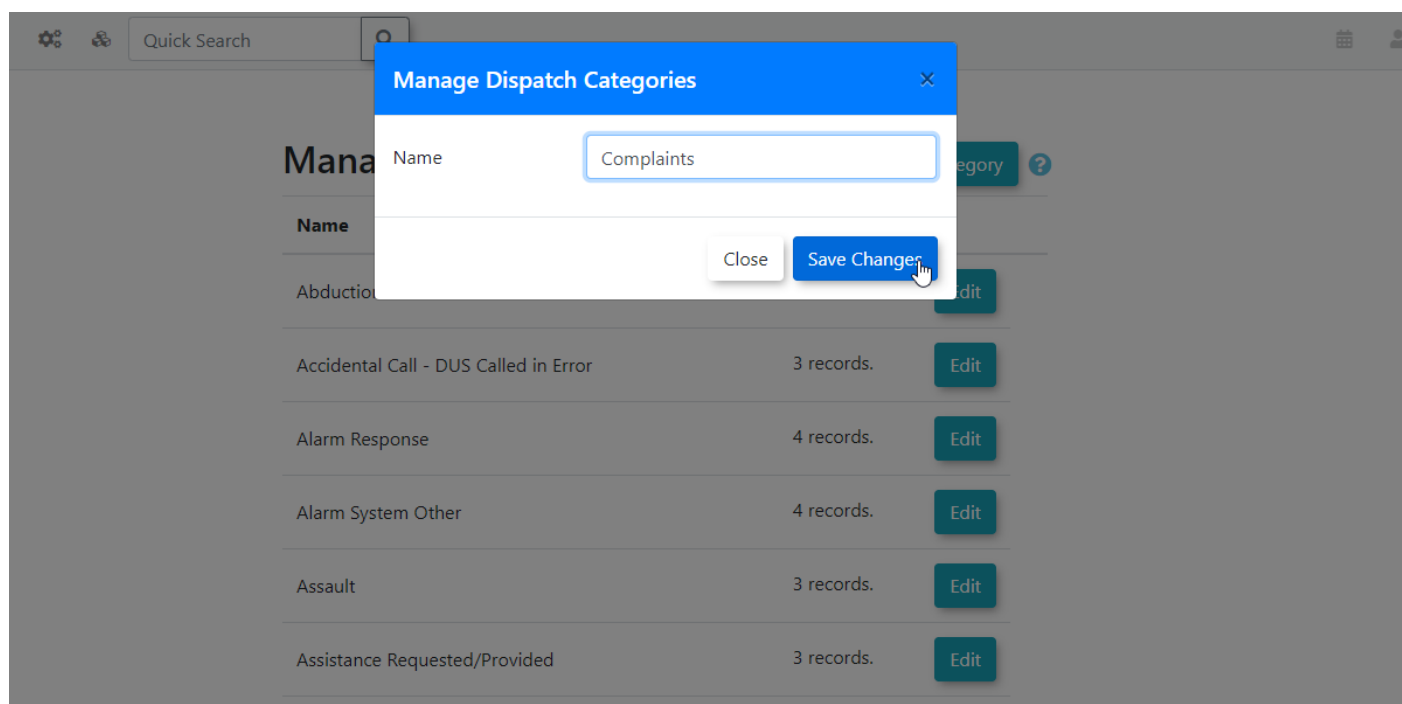 Quick Search
Manage Dispatch Categories ×
Name Complaints
Close Save Changes
Mana egory ?
Name
Abduction dit
Accidental Call - DUS Called in Error 3 records. Edit
Alarm Response 4 records. Edit
Alarm System Other 4 records. Edit
Assault 3 records. Edit
Assistance Requested/Provided 3 records. Edit